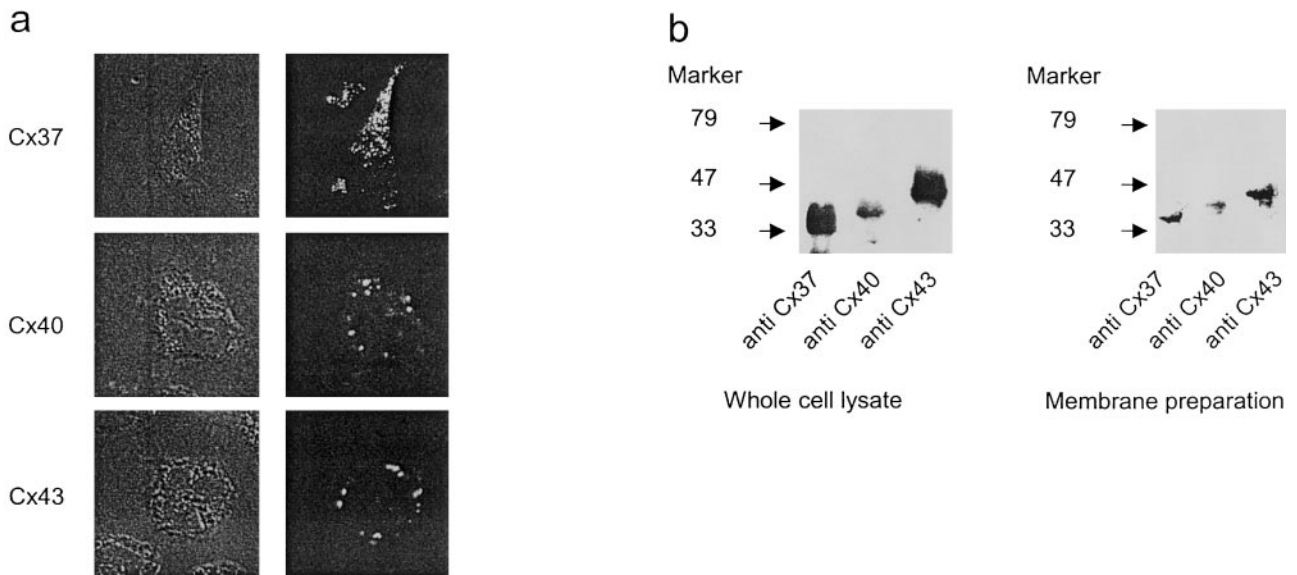 a
Cx37
Cx40
Cx43
b
Marker
79
47
33
anti Cx37
anti Cx40
anti Cx43
Whole cell lysate
Marker
79
47
33
anti Cx37
anti Cx40
anti Cx43
Membrane preparation